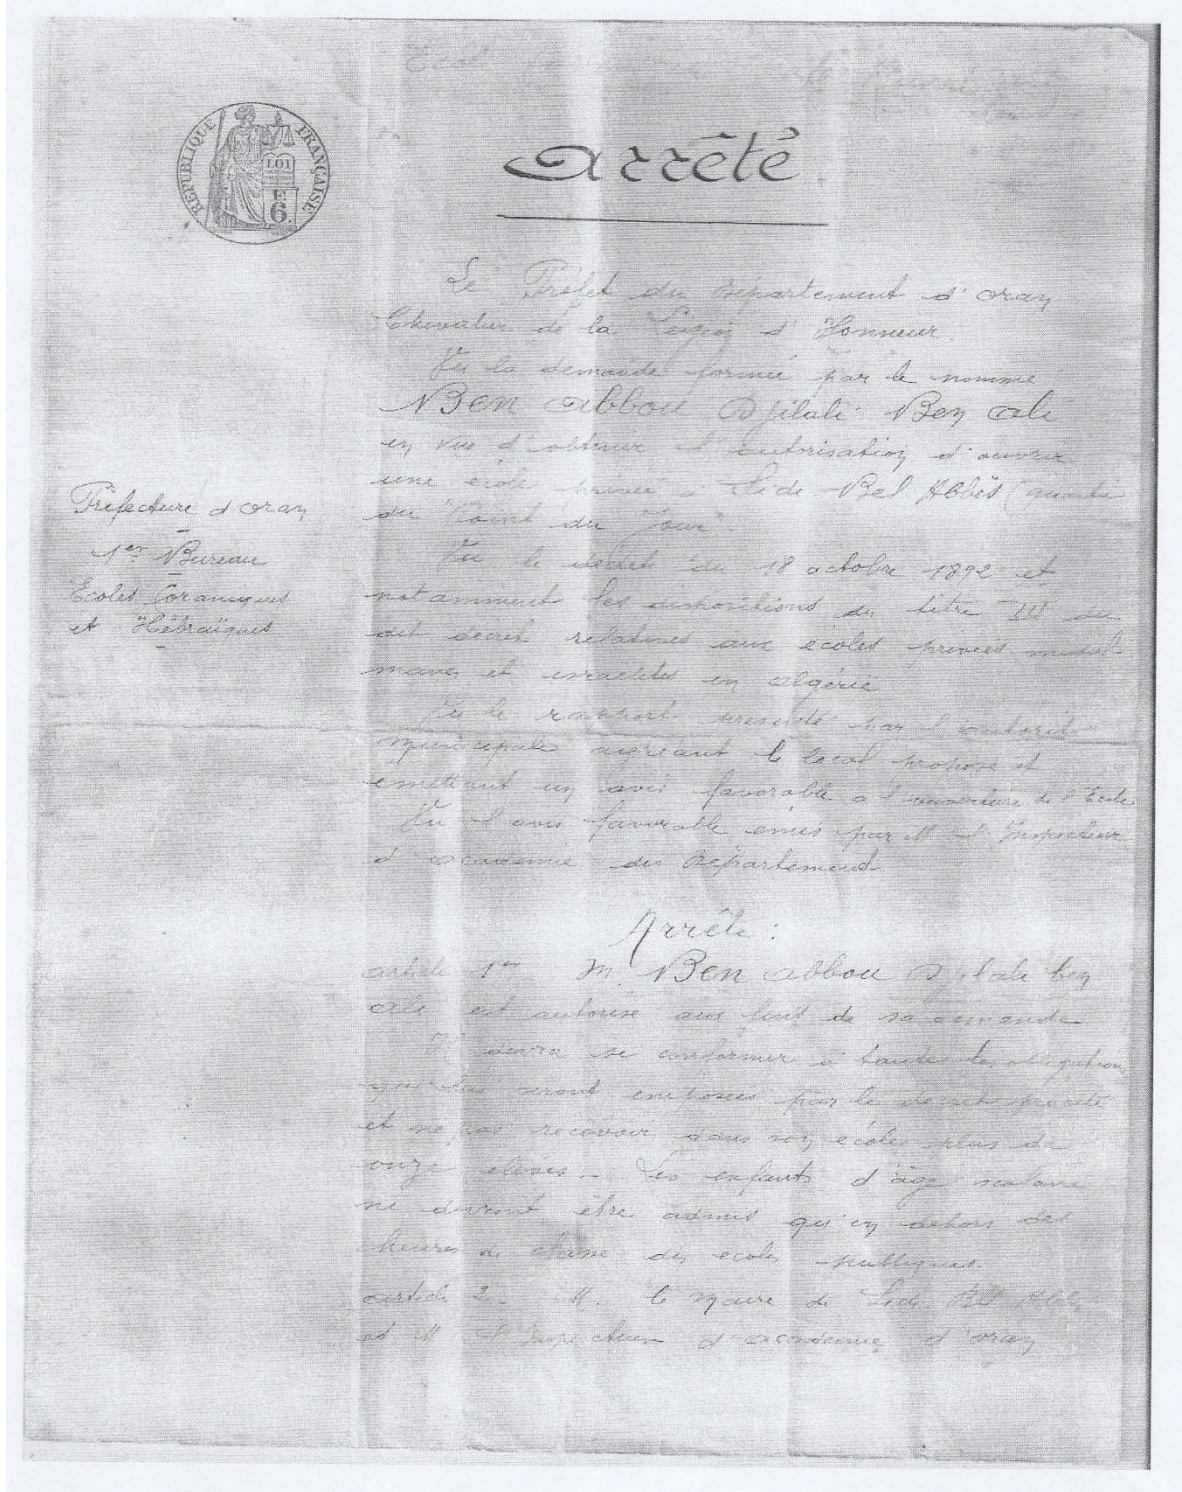 RÉPUBLIQUE FRANÇAISE
LOI
6
Arrêté
Le Préfet du Département d'Oran
Chevalier de la Légion d'Honneur.
Vu la demande formée par le nommé
Ben Abbou Djilali Ben Ali
en vue d'obtenir l'autorisation d'ouvrir
une école privée à Sidi Bel Abbès (quartier
du "Point du Jour".
Vu le décret du 18 octobre 1892 et
notamment les dispositions du titre III du
dit décret relatives aux écoles privées musul-
manes et israélites en Algérie
Vu le rapport présenté par l'autorité
municipale agréant le local proposé et
émettant un avis favorable à l'ouverture de l'Ecole
Vu l'avis favorable émis par M l'Inspecteur
d'académie du Département
Préfecture d'Oran
1er Bureau
Ecoles Coraniques
et Hébraïques
Arrête :
article 1er M. Ben Abbou Djilali ben
Ali est autorisé aux fins de sa demande
Il devra se conformer à toutes les obligations
qui lui seront imposées par le décret précité
et ne pas recevoir dans son école plus de
onze élèves. Les enfants d'âge scolaire
ne devront être admis qu'en dehors des
heures de classe des écoles publiques.
article 2. M. le Maire de Sidi Bel Abbès
et M l'Inspecteur d'académie d'Oran